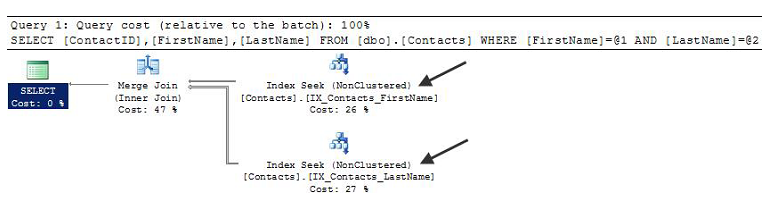 Query 1: Query cost (relative to the batch): 100%
SELECT [ContactID],[FirstName],[LastName] FROM [dbo].[Contacts] WHERE [FirstName]=@1 AND [LastName]=@2
SELECT
Cost: 0 %
Merge Join
(Inner Join)
Cost: 47 %
Index Seek (NonClustered)
[Contacts].[IX_Contacts_FirstName]
Cost: 26 %
Index Seek (NonClustered)
[Contacts].[IX_Contacts_LastName]
Cost: 27 %